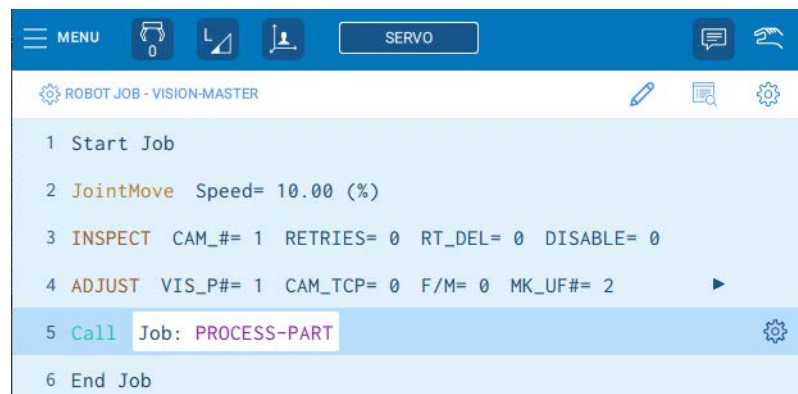 MENU 0 L SERVO
ROBOT JOB - VISION-MASTER
1 Start Job
2 JointMove Speed= 10.00 (%)
3 INSPECT CAM_#= 1 RETRIES= 0 RT_DEL= 0 DISABLE= 0
4 ADJUST VIS_P#= 1 CAM_TCP= 0 F/M= 0 MK_UF#= 2
5 Call Job: PROCESS-PART
6 End Job